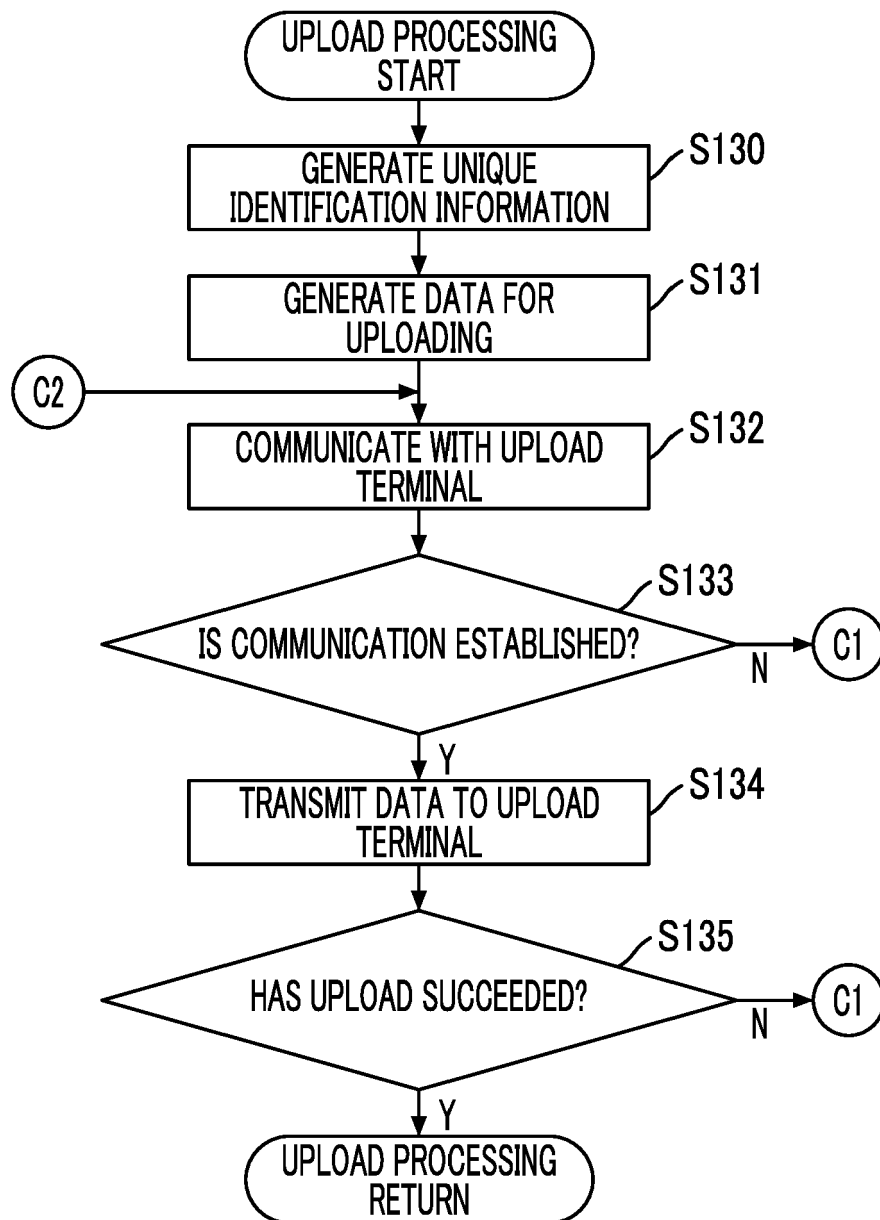 UPLOAD PROCESSING
START
S130
GENERATE UNIQUE
IDENTIFICATION INFORMATION
S131
GENERATE DATA FOR
UPLOADING
C2
S132
COMMUNICATE WITH UPLOAD
TERMINAL
S133
IS COMMUNICATION ESTABLISHED?
C1
N
Y
S134
TRANSMIT DATA TO UPLOAD
TERMINAL
S135
HAS UPLOAD SUCCEEDED?
C1
N
Y
UPLOAD PROCESSING
RETURN